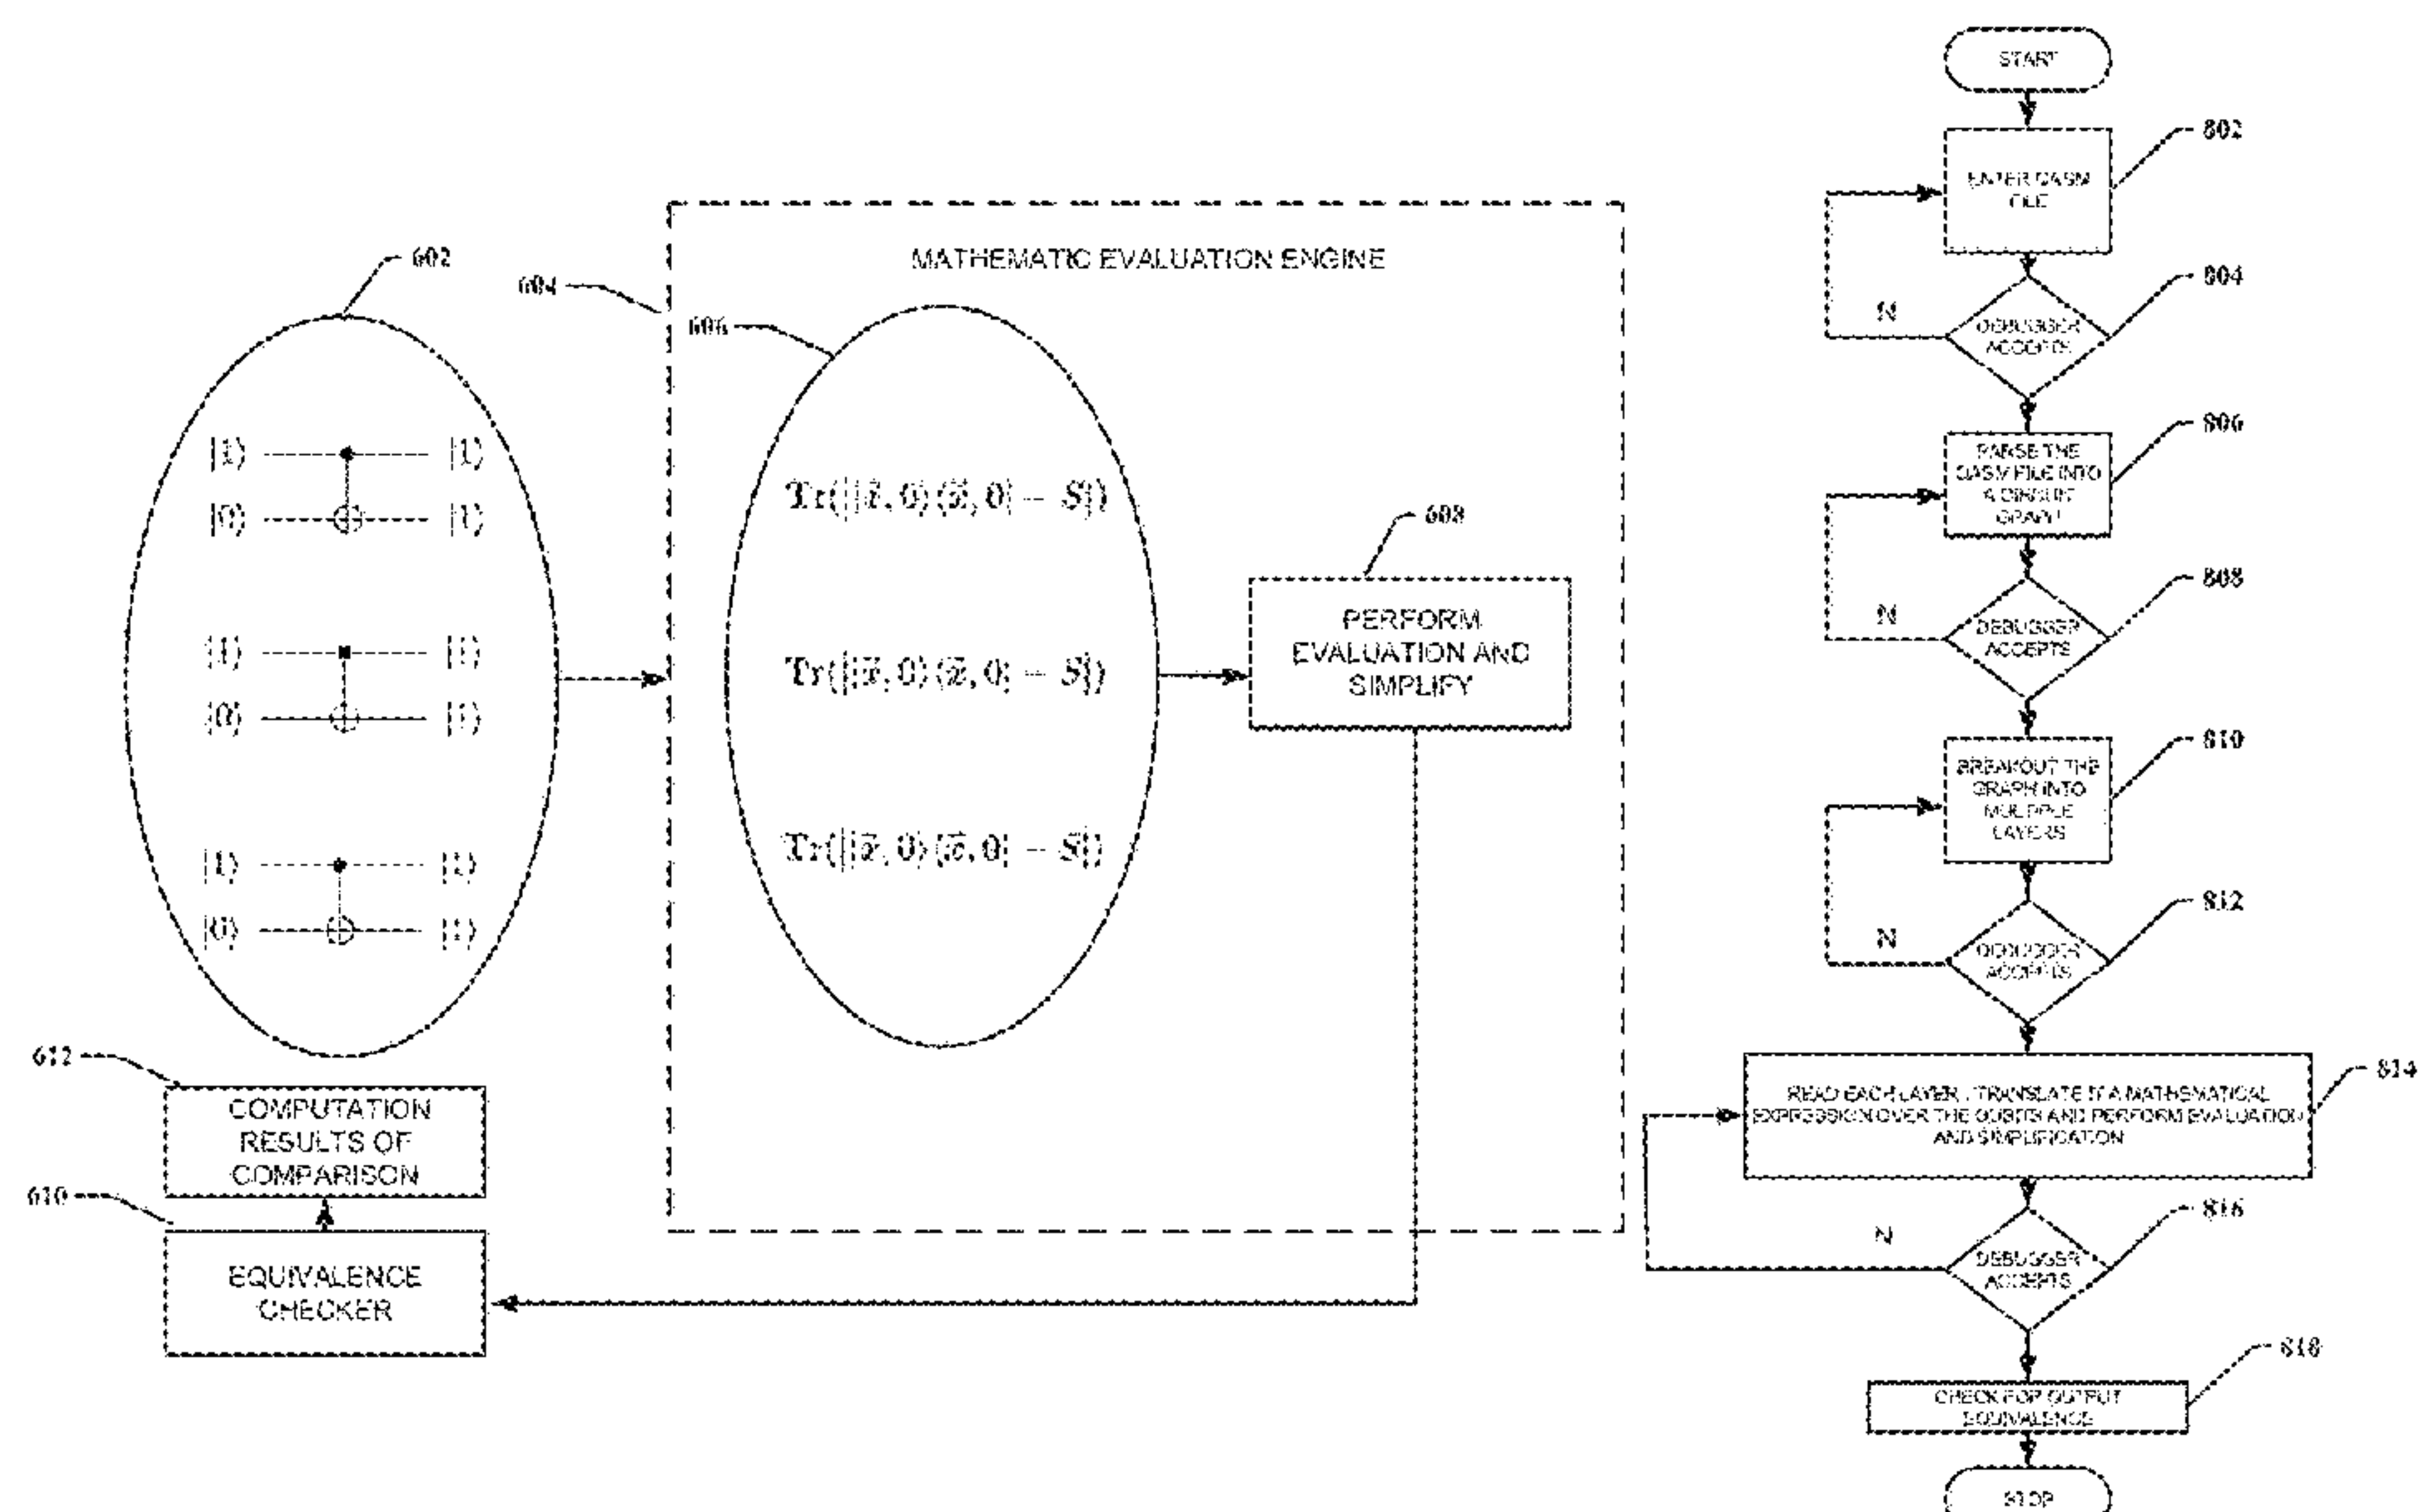 602
|1⟩ |1⟩
|0⟩ |1⟩
|1⟩ |1⟩
|0⟩ |1⟩
|1⟩ |1⟩
|0⟩ |1⟩
604
MATHEMATIC EVALUATION ENGINE
606
608
PERFORM
EVALUATION AND
SIMPLIFY
612
COMPUTATION
RESULTS OF
COMPARISON
610
EQUIVALENCE
CHECKER
START
802
ENTER QASM
FILE
804
DEBUGGER
ACCEPTS
N
806
PARSE THE
QASM FILE INTO
A CIRCUIT
GRAPH
808
DEBUGGER
ACCEPTS
N
810
BREAKOUT THE
GRAPH INTO
MULTIPLE
LAYERS
812
DEBUGGER
ACCEPTS
N
814
READ EACH LAYER, TRANSLATE A MATHEMATICAL
EXPRESSION OVER THE QUBITS AND PERFORM EVALUATION
AND SIMPLIFICATION
816
DEBUGGER
ACCEPTS
N
818
CHECK FOR OUTPUT
EQUIVALENCE
STOP